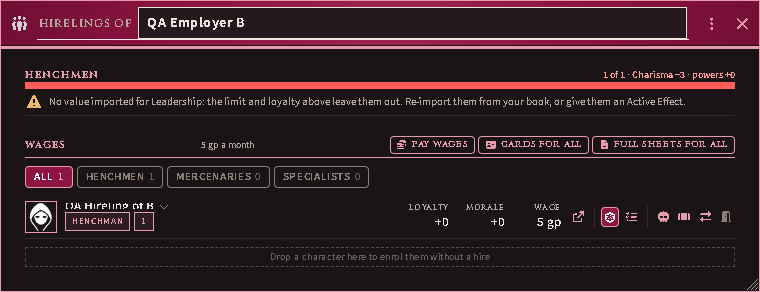 HIRELINGS OF QA Employer B
HENCHMEN 1 of 1 · Charisma −3 · powers +0
No value imported for Leadership: the limit and loyalty above leave them out. Re-import them from your book, or give them an Active Effect.
WAGES 5 gp a month PAY WAGES CARDS FOR ALL FULL SHEETS FOR ALL
ALL 1 HENCHMEN 1 MERCENARIES 0 SPECIALISTS 0
QA Hireling of B LOYALTY MORALE WAGE
HENCHMAN 1 +0 +0 5 gp
Drop a character here to enrol them without a hire